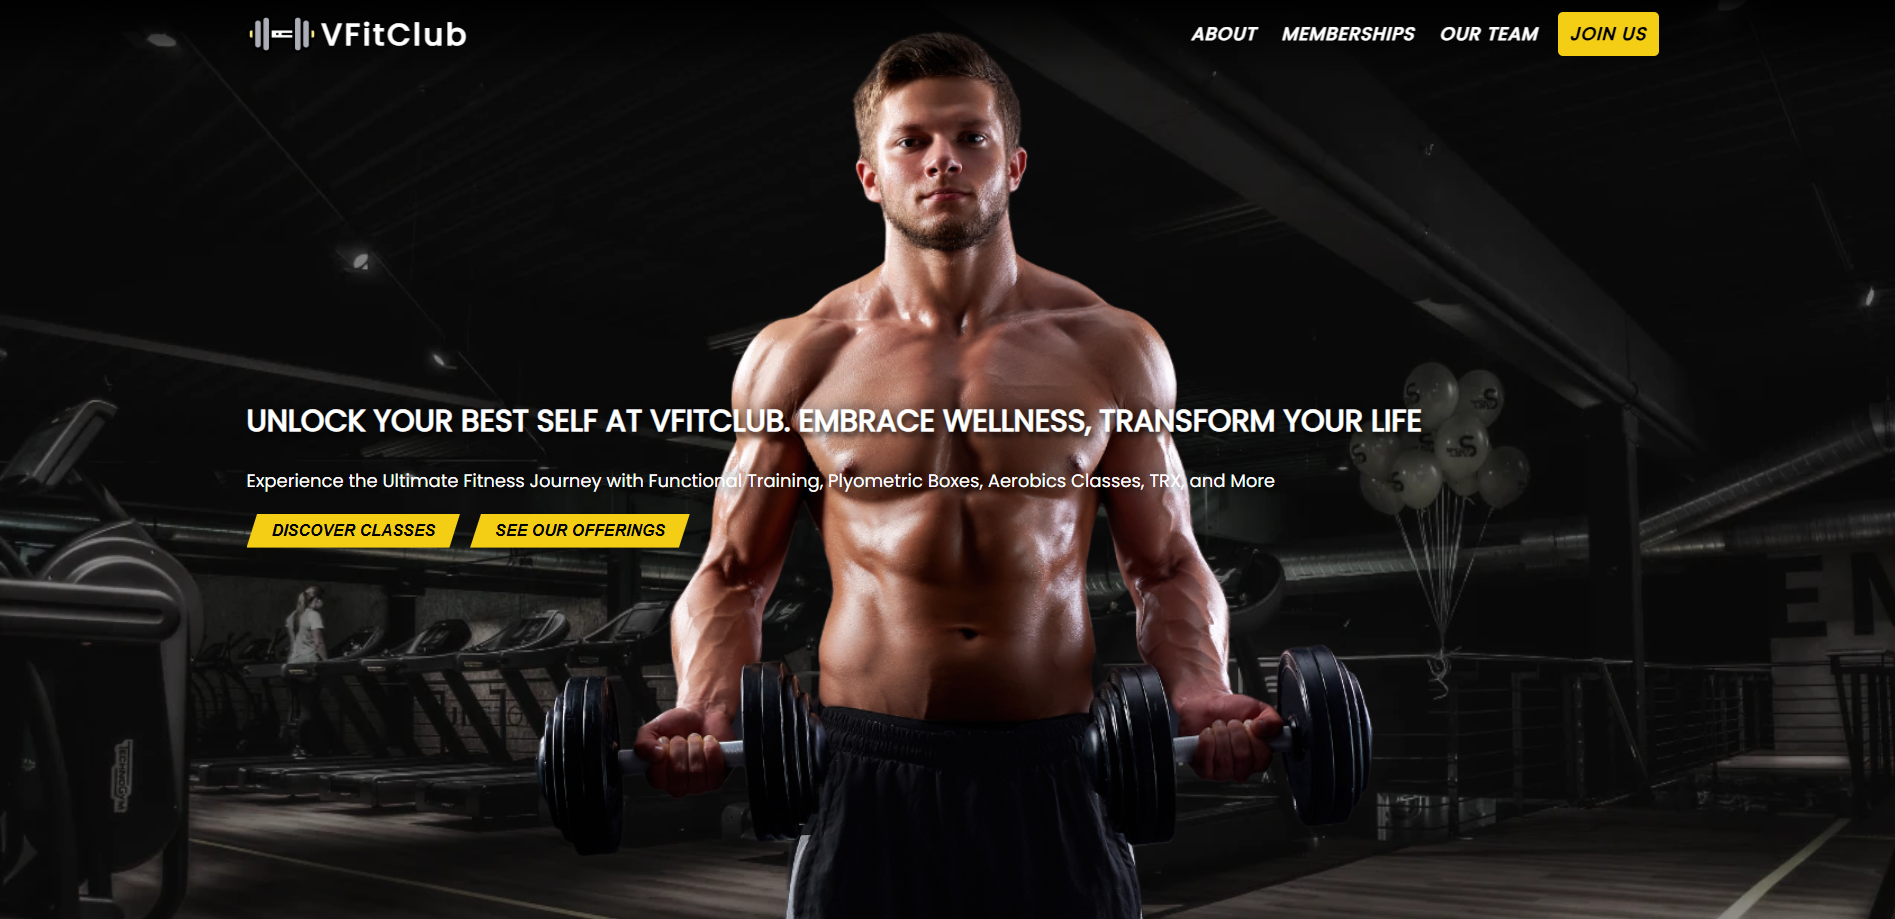 VFitClub
ABOUT MEMBERSHIPS OUR TEAM JOIN US
UNLOCK YOUR BEST SELF AT VFITCLUB. EMBRACE WELLNESS, TRANSFORM YOUR LIFE
Experience the Ultimate Fitness Journey with Functional Training, Plyometric Boxes, Aerobics Classes, TRX, and More
DISCOVER CLASSES SEE OUR OFFERINGS
TECHNOGYM